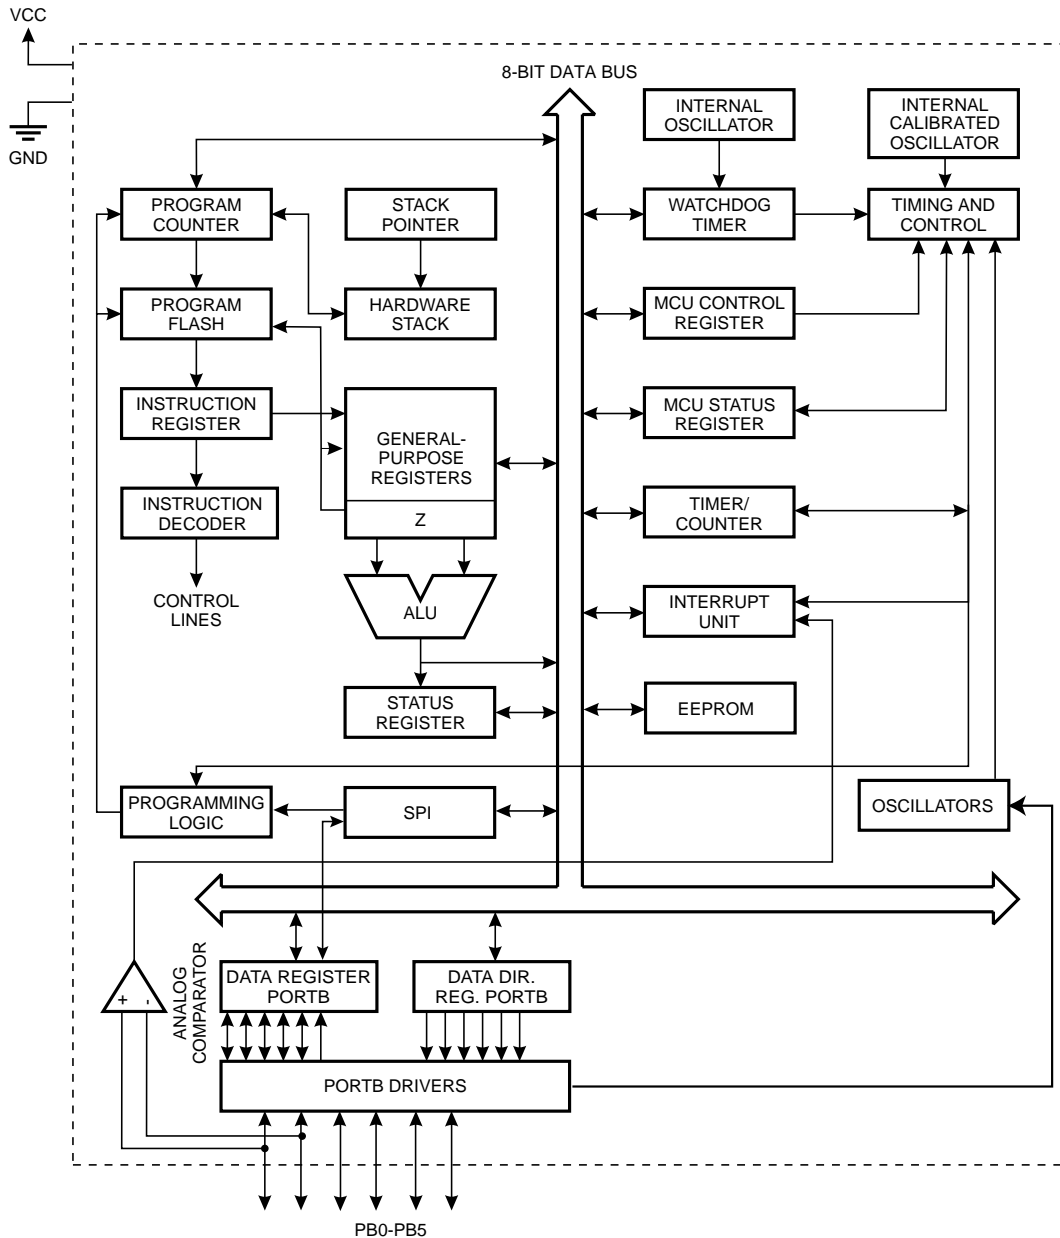 VCC
8-BIT DATA BUS
GND
INTERNAL
OSCILLATOR
INTERNAL
CALIBRATED
OSCILLATOR
PROGRAM
COUNTER
STACK
POINTER
WATCHDOG
TIMER
TIMING AND
CONTROL
PROGRAM
FLASH
HARDWARE
STACK
MCU CONTROL
REGISTER
INSTRUCTION
REGISTER
GENERAL-
PURPOSE
REGISTERS
Z
MCU STATUS
REGISTER
INSTRUCTION
DECODER
TIMER/
COUNTER
CONTROL
LINES
ALU
INTERRUPT
UNIT
STATUS
REGISTER
EEPROM
PROGRAMMING
LOGIC
SPI
OSCILLATORS
ANALOG
COMPARATOR
+
-
DATA REGISTER
PORTB
DATA DIR.
REG. PORTB
PORTB DRIVERS
PB0-PB5